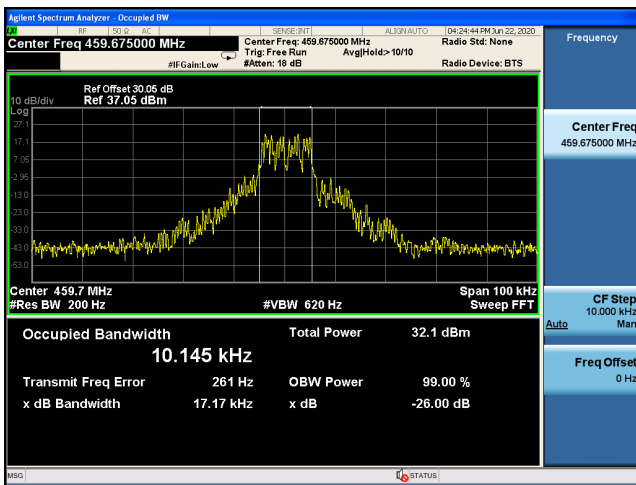 Agilent Spectrum Analyzer - Occupied BW
RF 50 Ω AC SENSE:INT ALIGN AUTO 04:24:44 PM Jun 22, 2020
Center Freq 459.675000 MHz
Center Freq: 459.675000 MHz Radio Std: None
Trig: Free Run Avg|Hold:> 10/10
#IFGain:Low #Atten: 18 dB Radio Device: BTS
Ref Offset 30.05 dB
10 dB/div Ref 37.05 dBm
Log
27.1
17.1
7.05
-2.95
-13.0
-23.0
-33.0
-43.0
-53.0
Center 459.7 MHz Span 100 kHz
#Res BW 200 Hz #VBW 620 Hz Sweep FFT
Occupied Bandwidth Total Power 32.1 dBm
10.145 kHz
Transmit Freq Error 261 Hz OBW Power 99.00 %
x dB Bandwidth 17.17 kHz x dB -26.00 dB
MSG STATUS
Frequency
Center Freq
459.675000 MHz
CF Step
10.000 kHz
Auto Man
Freq Offset
0 Hz